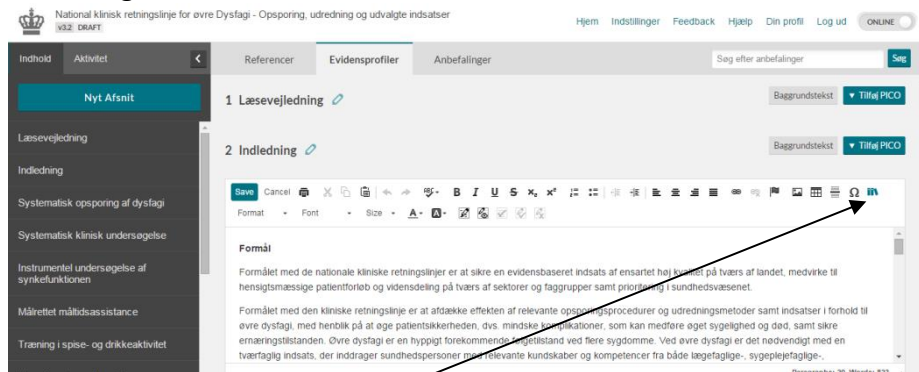 National klinisk retningslinje for øvre Dysfagi - Opsporing, udredning og udvalgte indsatser
v3.2 DRAFT
Hjem Indstillinger Feedback Hjælp Din profil Log ud ONLINE
Indhold Aktivitet
Referencer Evidensprofiler Anbefalinger
Søg efter anbefalinger Søg
Nyt Afsnit
1 Læsevejledning
Baggrundstekst ▾ Tilføj PICO
Læsevejledning
2 Indledning
Baggrundstekst ▾ Tilføj PICO
Indledning
Systematisk opsporing af dysfagi
Systematisk klinisk undersøgelse
Instrumentel undersøgelse af
synkefunktionen
Målrettet måltidsassistance
Træning i spise- og drikkeaktivitet
Save Cancel
B I U S x₂ x² Ω
Format Font Size A A
Formål
Formålet med de nationale kliniske retningslinjer er at sikre en evidensbaseret indsats af ensartet høj kvalitet på tværs af landet, medvirke til
hensigtsmæssige patientforløb og vidensdeling på tværs af sektorer og faggrupper samt prioritering i sundhedsvæsenet.
Formålet med den kliniske retningslinje er at afdække effekten af relevante opsporingsprocedurer og udredningsmetoder samt indsatser i forhold til
øvre dysfagi, med henblik på at øge patientsikkerheden, dvs. mindske komplikationer, som kan medføre øget sygelighed og død, samt sikre
ernæringstilstanden. Øvre dysfagi er en hyppigt forekommende følgetilstand ved flere sygdomme. Ved øvre dysfagi er det nødvendigt med en
tværfaglig indsats, der inddrager sundhedspersoner med relevante kundskaber og kompetencer fra både lægefaglige-, sygeplejefaglige-,